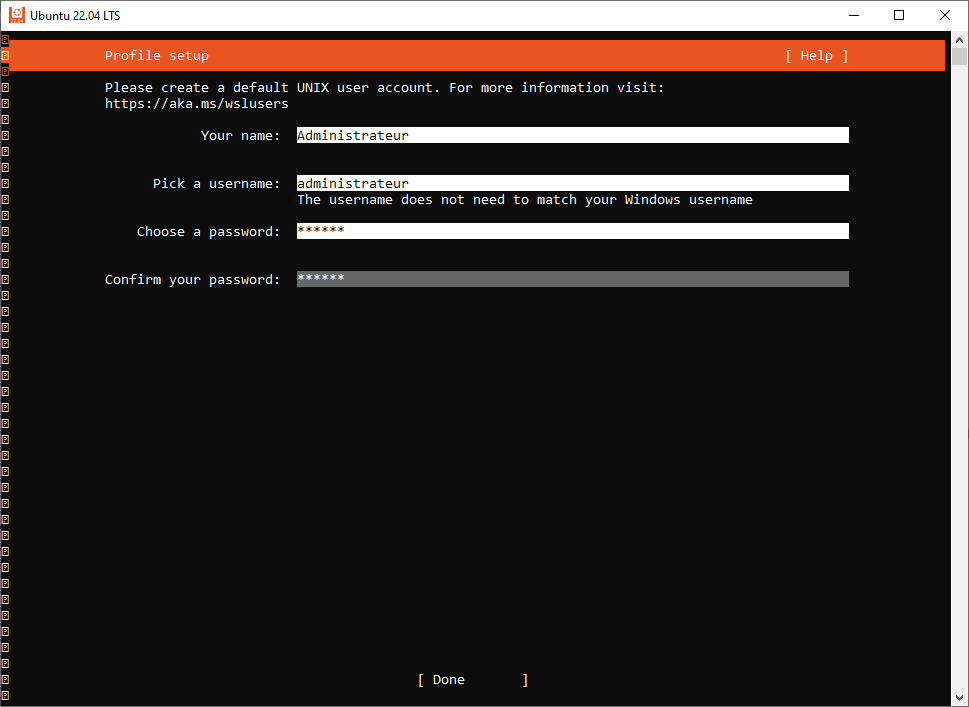 Ubuntu 22.04 LTS
Profile setup [ Help ]
Please create a default UNIX user account. For more information visit:
https://aka.ms/wslusers
Your name: Administrateur
Pick a username: administrateur
The username does not need to match your Windows username
Choose a password: ******
Confirm your password: ******
[ Done ]